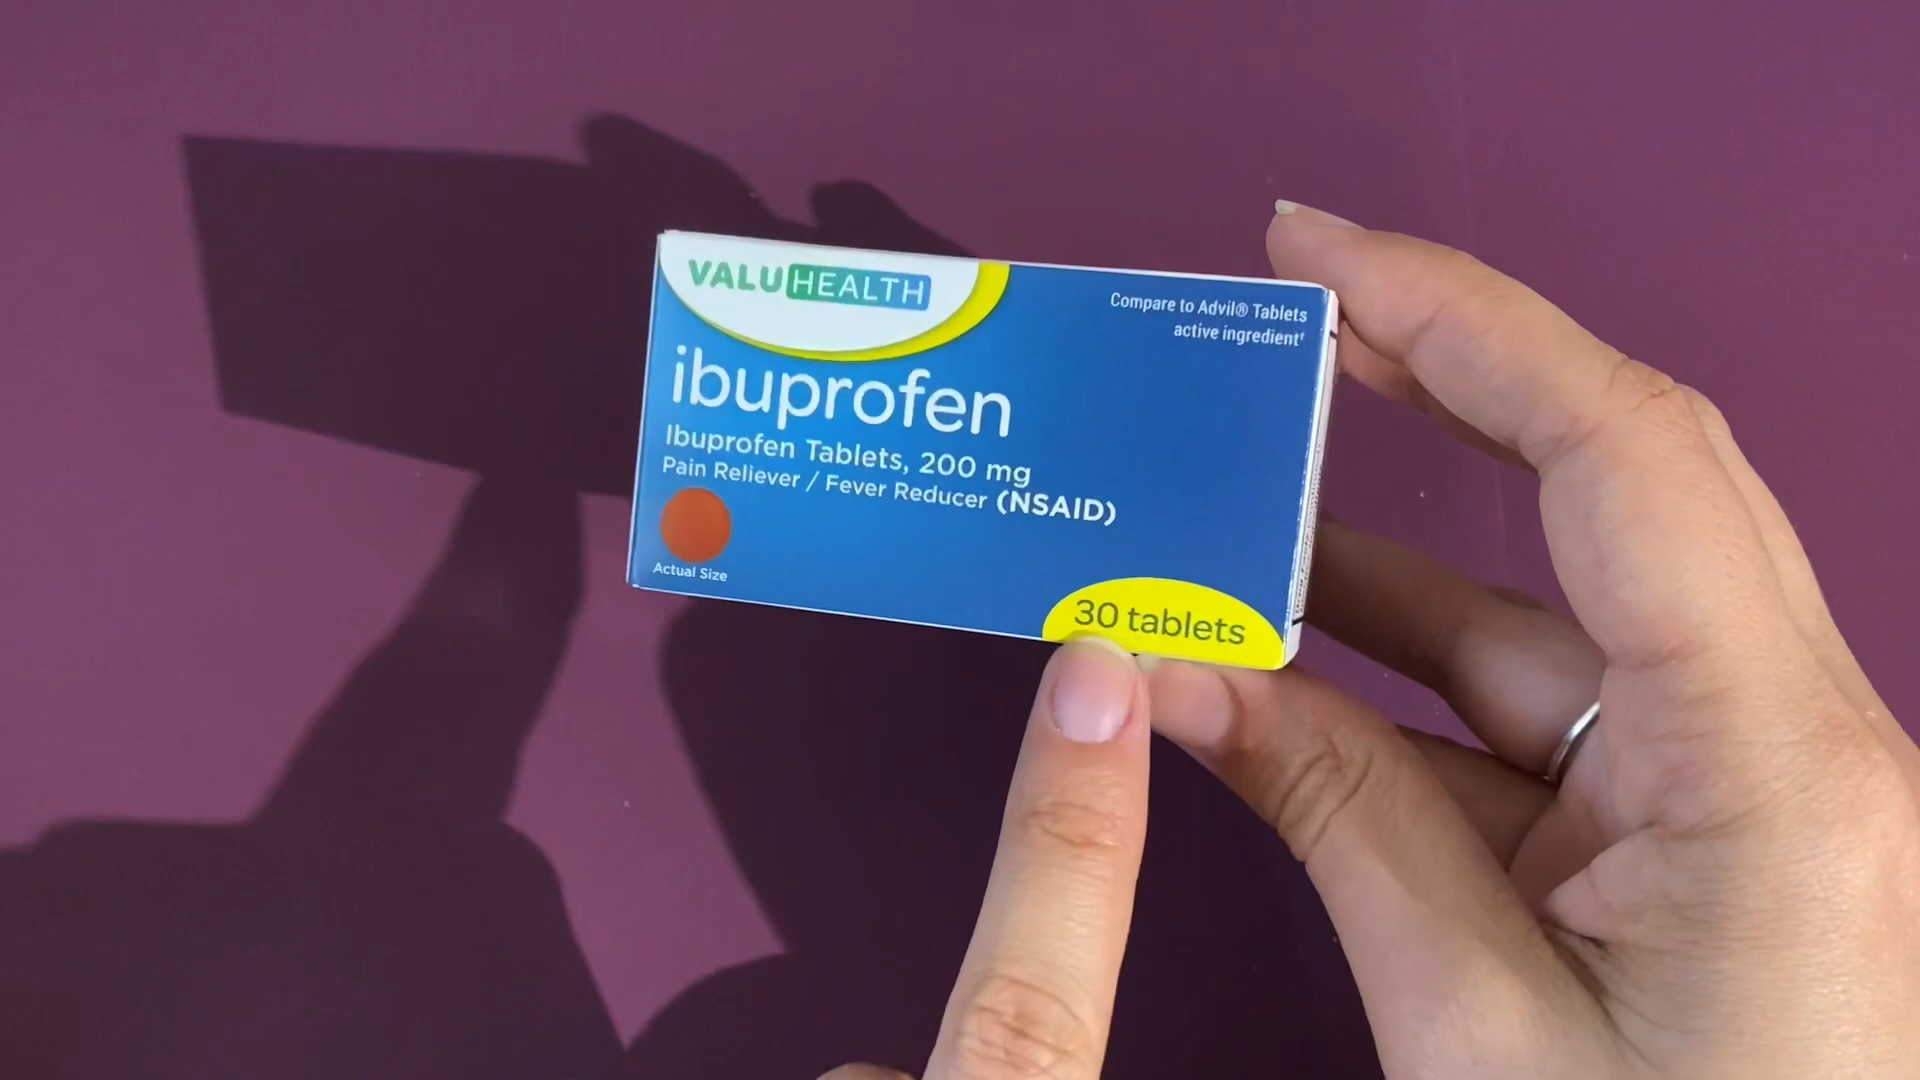 VALUHEALTH
Compare to Advil® Tablets
active ingredient†
ibuprofen
Ibuprofen Tablets, 200 mg
Pain Reliever / Fever Reducer (NSAID)
Actual Size
30 tablets